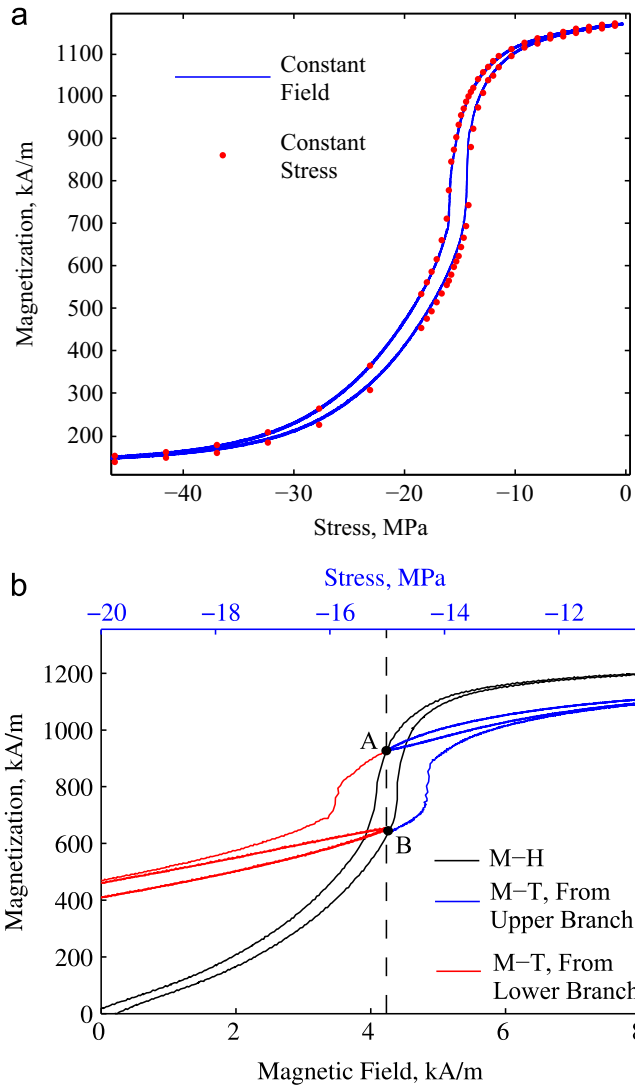 a
1100
1000
900
800
700
600
500
400
300
200
Magnetization, kA/m
Constant
Field
Constant
Stress
−40
−30
−20
−10
0
Stress, MPa
b
Stress, MPa
−20
−18
−16
−14
−12
1200
1000
800
600
400
200
0
Magnetization, kA/m
A
B
M−H
M−T, From
Upper Branch
M−T, From
Lower Branch
0
2
4
6
8
Magnetic Field, kA/m